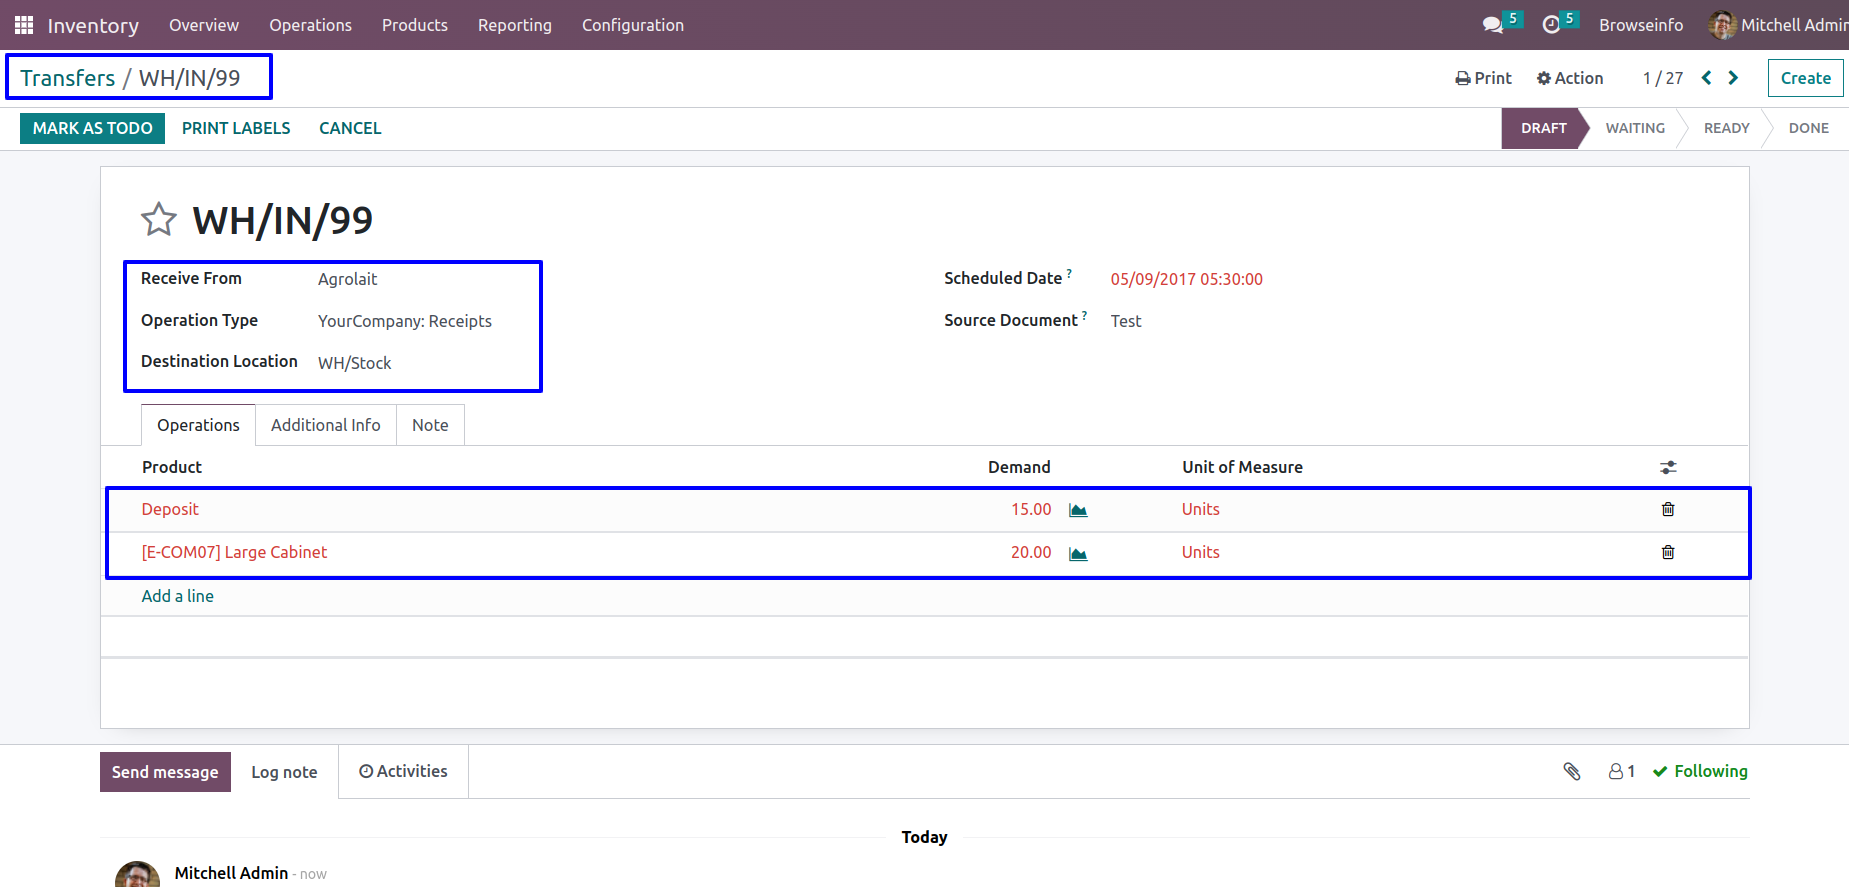 Inventory Overview Operations Products Reporting Configuration 5 5 Browseinfo Mitchell Admin
Transfers / WH/IN/99 Print Action 1 / 27 Create
MARK AS TODO PRINT LABELS CANCEL DRAFT WAITING READY DONE
WH/IN/99
Receive From Agrolait Scheduled Date ? 05/09/2017 05:30:00
Operation Type YourCompany: Receipts Source Document ? Test
Destination Location WH/Stock
Operations Additional Info Note
Product Demand Unit of Measure
Deposit 15.00 Units
[E-COM07] Large Cabinet 20.00 Units
Add a line
Send message Log note Activities 1 Following
Today
Mitchell Admin - now